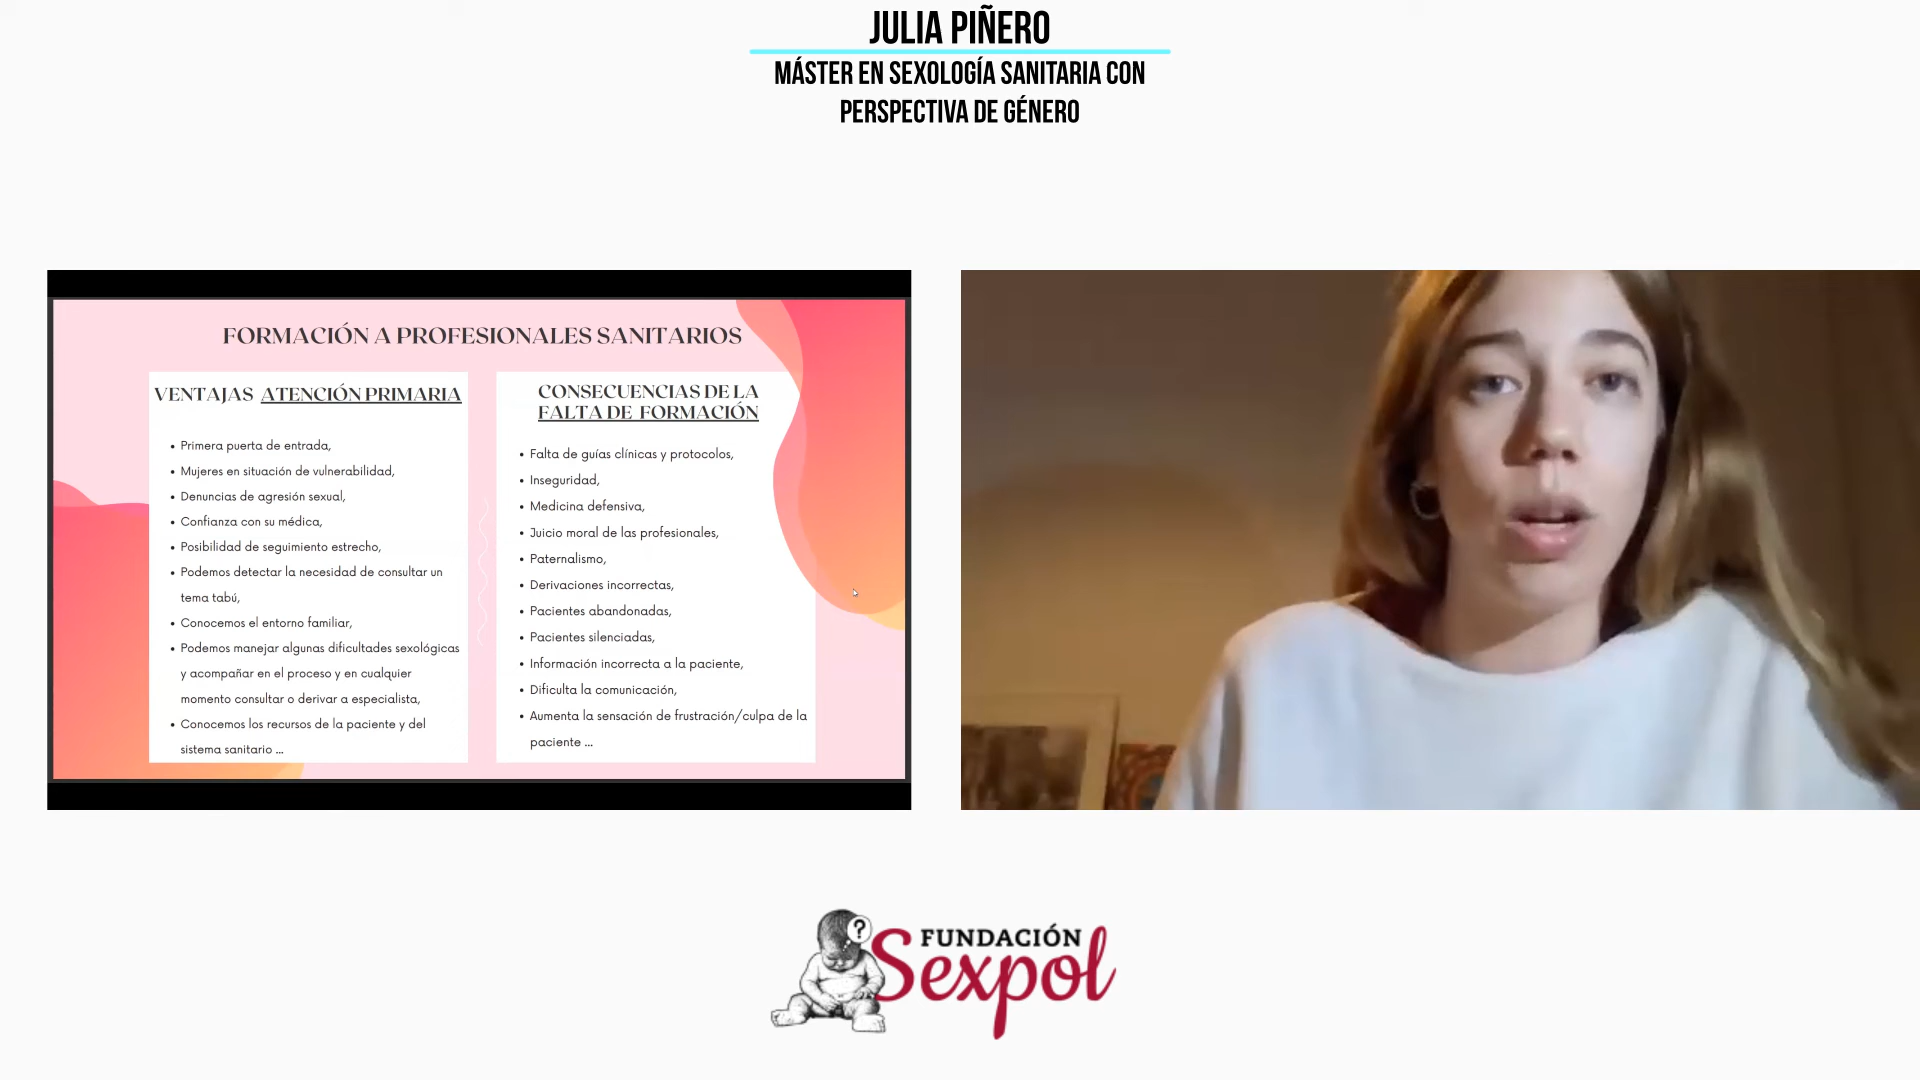 JULIA PIÑERO
MÁSTER EN SEXOLOGÍA SANITARIA CON
PERSPECTIVA DE GÉNERO
FORMACIÓN A PROFESIONALES SANITARIOS
VENTAJAS ATENCIÓN PRIMARIA
• Primera puerta de entrada,
• Mujeres en situación de vulnerabilidad,
• Denuncias de agresión sexual,
• Confianza con su médica,
• Posibilidad de seguimiento estrecho,
• Podemos detectar la necesidad de consultar un
tema tabú,
• Conocemos el entorno familiar,
• Podemos manejar algunas dificultades sexológicas
y acompañar en el proceso y en cualquier
momento consultar o derivar a especialista,
• Conocemos los recursos de la paciente y del
sistema sanitario ...
CONSECUENCIAS DE LA
FALTA DE FORMACIÓN
• Falta de guías clínicas y protocolos,
• Inseguridad,
• Medicina defensiva,
• Juicio moral de las profesionales,
• Paternalismo,
• Derivaciones incorrectas,
• Pacientes abandonadas,
• Pacientes silenciadas,
• Información incorrecta a la paciente,
• Dificulta la comunicación,
• Aumenta la sensación de frustración/culpa de la
paciente ...
?
FUNDACIÓN
Sexpol